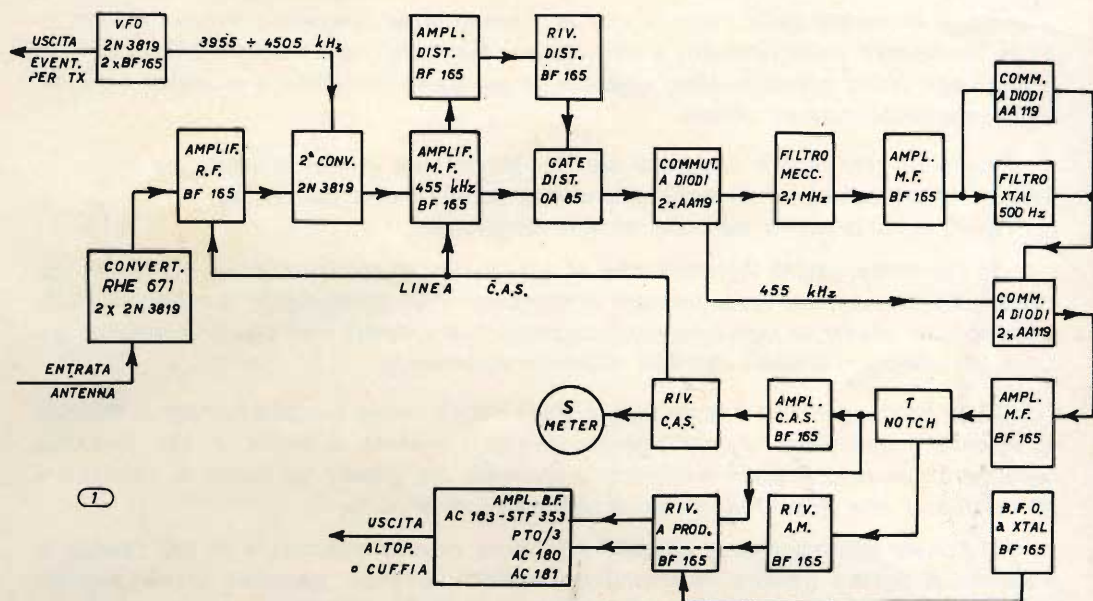 VFO
2N 3819
2 x BF 165
USCITA
EVENT.
PER TX
3955 ÷ 4505 kHz
AMPL.
DIST.
BF 165
RIV.
DIST.
BF 165
COMM.
A DIODI
AA 119
AMPLIF.
R.F.
BF 165
2ª CONV.
2N 3819
AMPLIF.
M.F.
455 kHz
BF 165
GATE
DIST.
OA 85
COMMUT.
A DIODI
2x AA119
FILTRO
MECC.
2,1 MHz
AMPL.
M.F.
BF 165
FILTRO
XTAL
500 Hz
CONVERT.
RHE 671
2 x 2N 3819
LINEA C.A.S.
455 kHz
COMM.
A DIODI
2x AA119
ENTRATA
ANTENNA
S
METER
RIV.
C.A.S.
AMPL.
C.A.S.
BF 165
T
NOTCH
AMPL.
M.F.
BF 165
1
USCITA
ALTOP.
o CUFFIA
AMPL. B.F.
AC 183-STF 353
PTO/3
AC 180
AC 181
RIV.
A PROD.
BF 165
RIV.
A.M.
BF 165
B.F.O.
a XTAL
BF 165